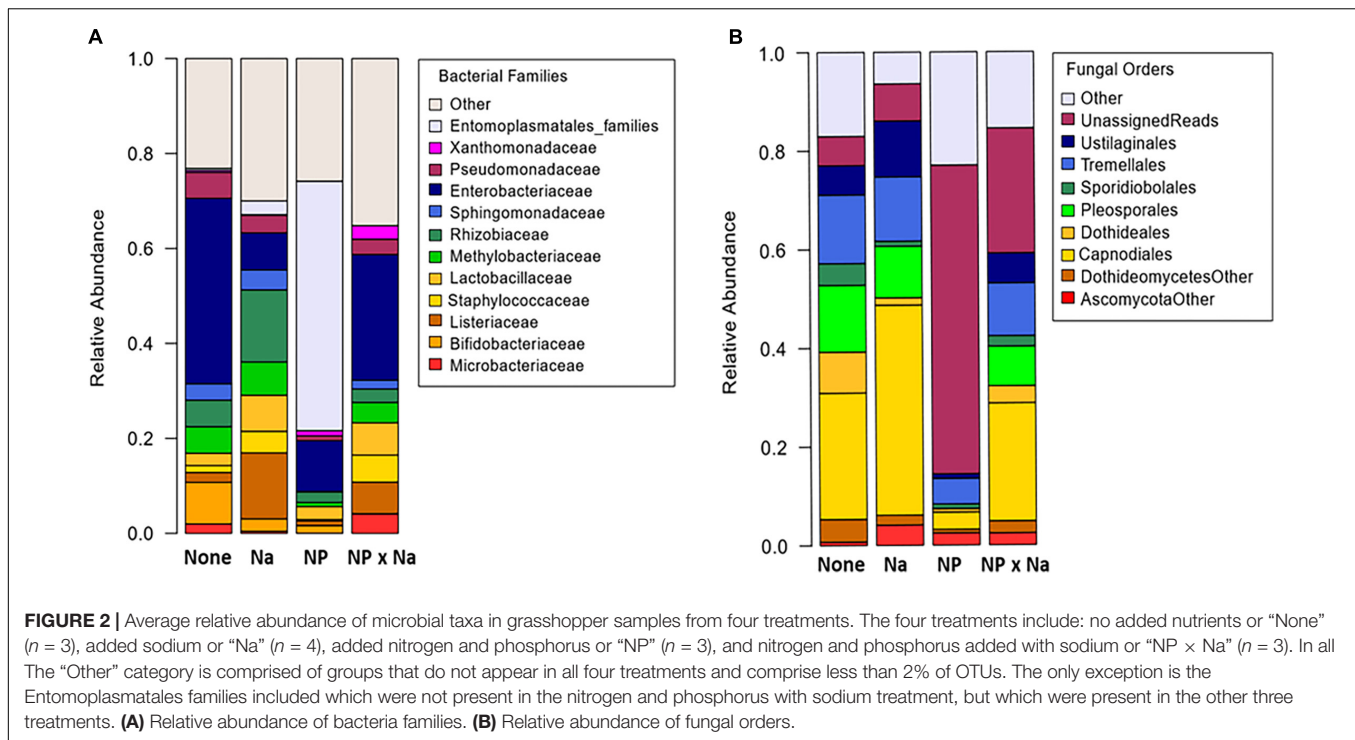 A
Relative Abundance
1.0
0.8
0.6
0.4
0.2
0.0
None Na NP NP x Na
Bacterial Families
Other
Entomoplasmatales_families
Xanthomonadaceae
Pseudomonadaceae
Enterobacteriaceae
Sphingomonadaceae
Rhizobiaceae
Methylobacteriaceae
Lactobacillaceae
Staphylococcaceae
Listeriaceae
Bifidobacteriaceae
Microbacteriaceae
B
Relative Abundance
1.0
0.8
0.6
0.4
0.2
0.0
None Na NP NP x Na
Fungal Orders
Other
UnassignedReads
Ustilaginales
Tremellales
Sporidiobolales
Pleosporales
Dothideales
Capnodiales
DothideomycetesOther
AscomycotaOther
FIGURE 2 | Average relative abundance of microbial taxa in grasshopper samples from four treatments. The four treatments include: no added nutrients or “None”
(n = 3), added sodium or “Na” (n = 4), added nitrogen and phosphorus or “NP” (n = 3), and nitrogen and phosphorus added with sodium or “NP × Na” (n = 3). In all
The “Other” category is comprised of groups that do not appear in all four treatments and comprise less than 2% of OTUs. The only exception is the
Entomoplasmatales families included which were not present in the nitrogen and phosphorus with sodium treatment, but which were present in the other three
treatments. (A) Relative abundance of bacteria families. (B) Relative abundance of fungal orders.